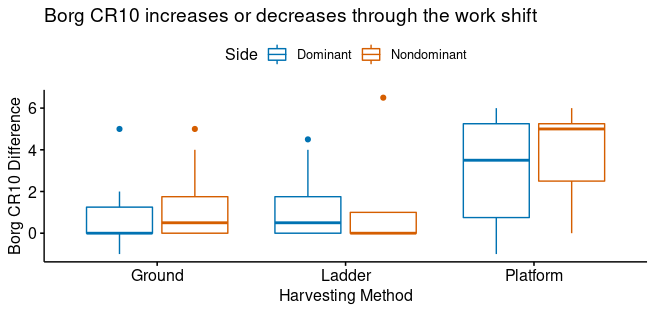 Borg CR10 increases or decreases through the work shift
Side Dominant Nondominant
Borg CR10 Difference
6
4
2
0
Ground Ladder Platform
Harvesting Method